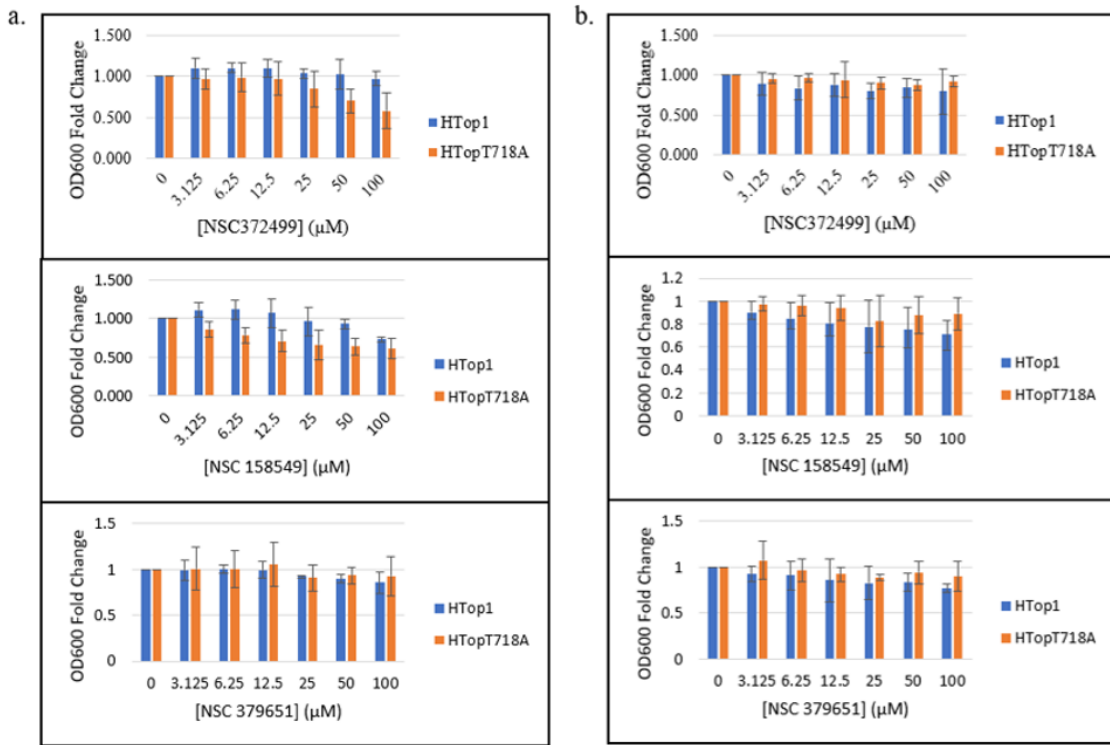 a.
OD600 Fold Change
1.500
1.000
0.500
0.000
0 3.125 6.25 12.5 25 50 100
[NSC372499] (µM)
HTop1
HTopT718A
OD600 Fold Change
1.500
1.000
0.500
0.000
0 3.125 6.25 12.5 25 50 100
[NSC 158549] (µM)
HTop1
HTopT718A
OD600 Fold Change
1.5
1
0.5
0
0 3.125 6.25 12.5 25 50 100
[NSC 379651] (µM)
HTop1
HTopT718A
b.
OD600 Fold Change
1.500
1.000
0.500
0.000
0 3.125 6.25 12.5 25 50 100
[NSC372499] (µM)
HTop1
HTopT718A
OD600 Fold Change
1.2
1
0.8
0.6
0.4
0.2
0
0 3.125 6.25 12.5 25 50 100
[NSC 158549] (µM)
HTop1
HTopT718A
OD600 Fold Change
1.5
1
0.5
0
0 3.125 6.25 12.5 25 50 100
[NSC 379651] (µM)
HTop1
HTopT718A